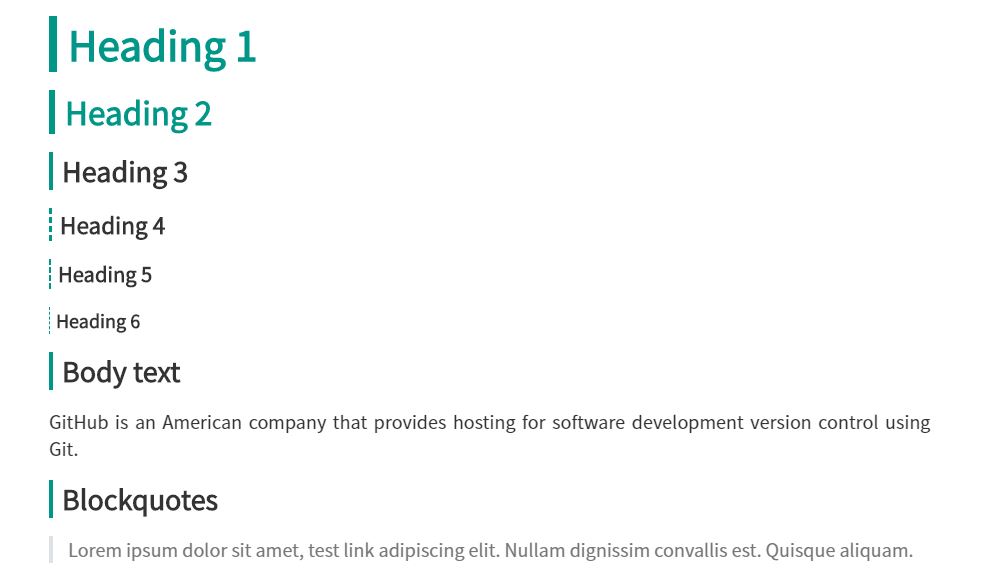 Heading 1
Heading 2
Heading 3
Heading 4
Heading 5
Heading 6
Body text
GitHub is an American company that provides hosting for software development version control using
Git.
Blockquotes
Lorem ipsum dolor sit amet, test link adipiscing elit. Nullam dignissim convallis est. Quisque aliquam.